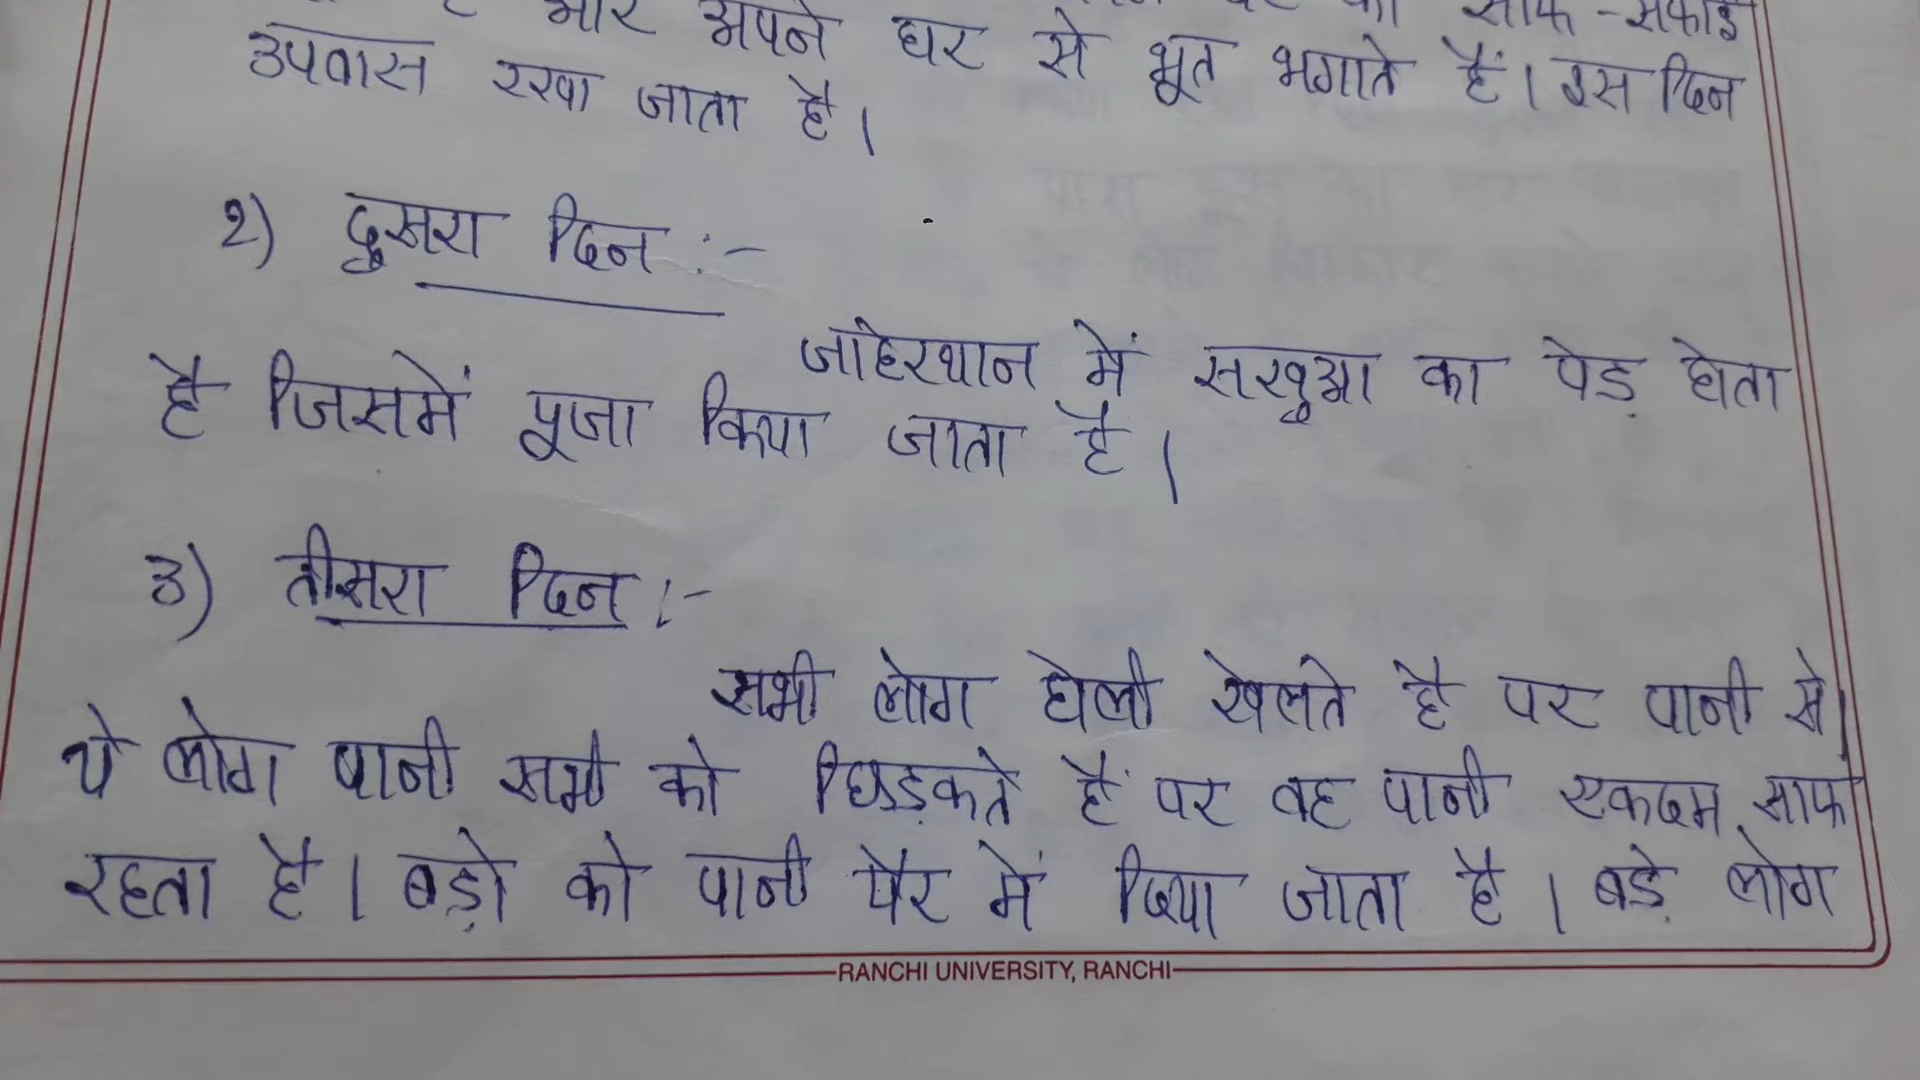 और अपने घर से भूत भगाते हैं। इस दिन
उपवास रखा जाता है।
2) दुसरा दिन :-
जाहेरथान में सखुआ का पेड़ होता
है जिसमें पूजा किया जाता है।
3) तीसरा दिन :-
सभी लोग होली खेलते है पर पानी से।
ये लोग पानी सभी को छिड़कते हैं पर वह पानी एकदम साफ
रहता है। बड़ो को पानी पैर में दिया जाता है। बड़े लोग
RANCHI UNIVERSITY, RANCHI